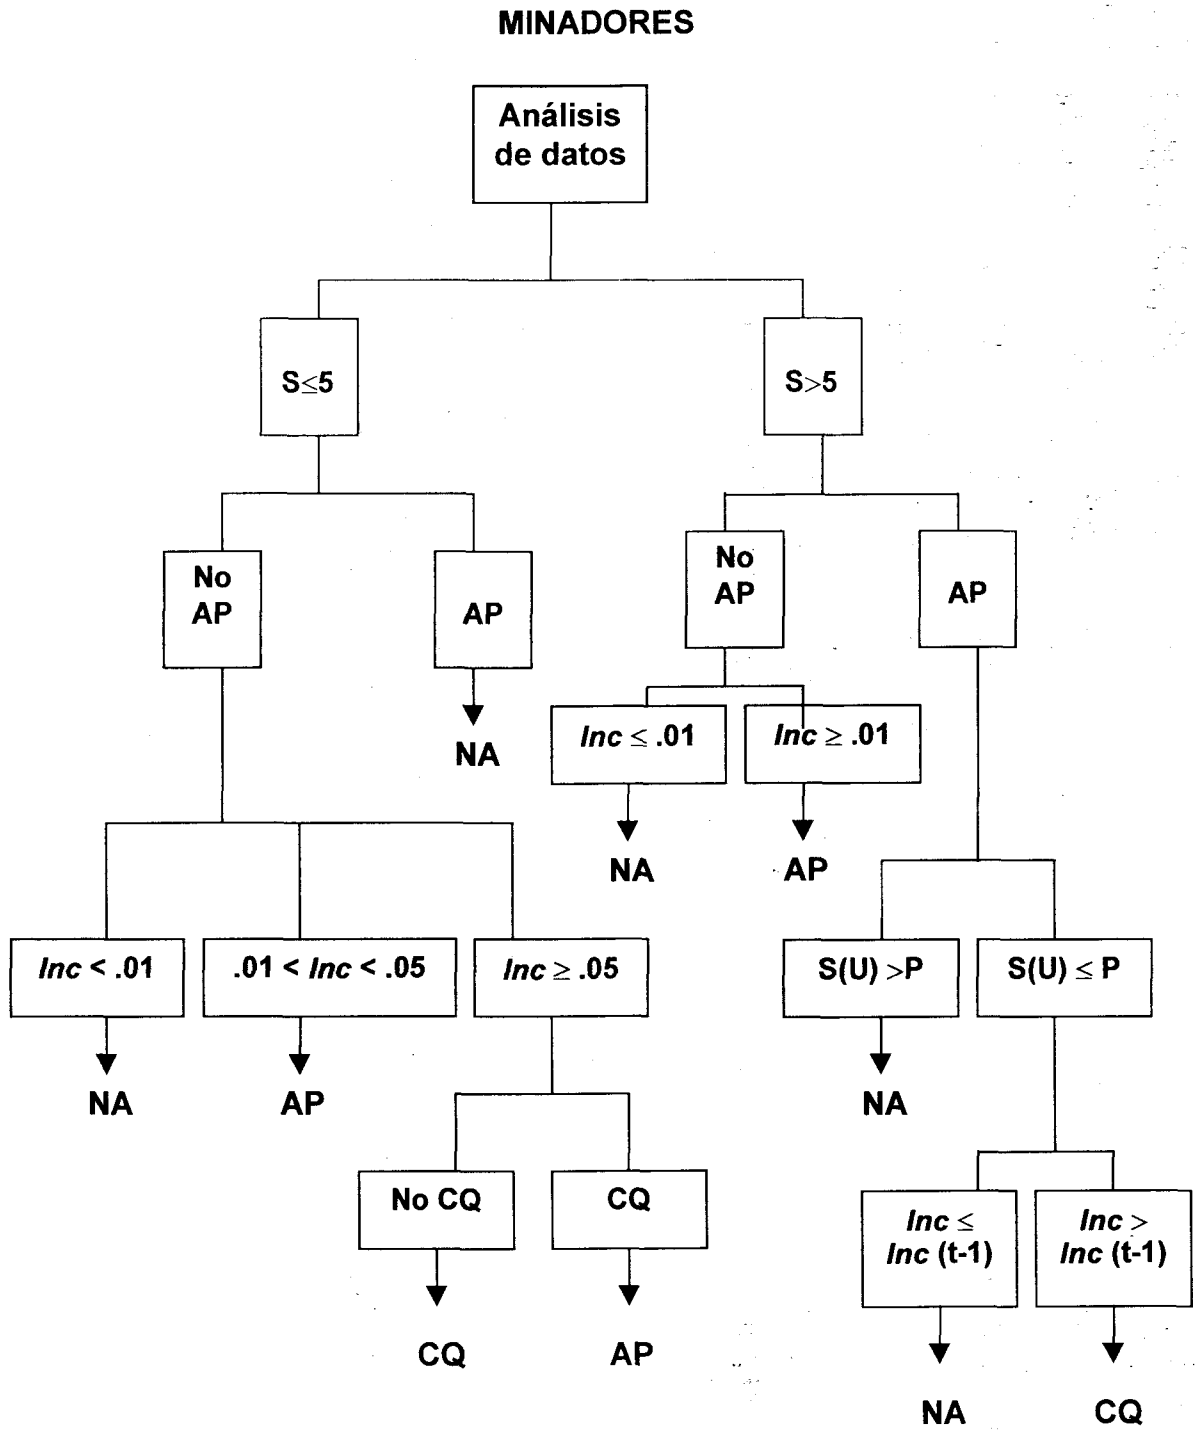 MINADORES
Análisis
de datos
S≤5
S>5
No
AP
AP
No
AP
AP
NA
Inc ≤ .01
Inc ≥ .01
NA
AP
Inc < .01
.01 < Inc < .05
Inc ≥ .05
S(U) >P
S(U) ≤ P
NA
AP
NA
No CQ
CQ
Inc ≤
Inc (t-1)
Inc >
Inc (t-1)
CQ
AP
NA
CQ